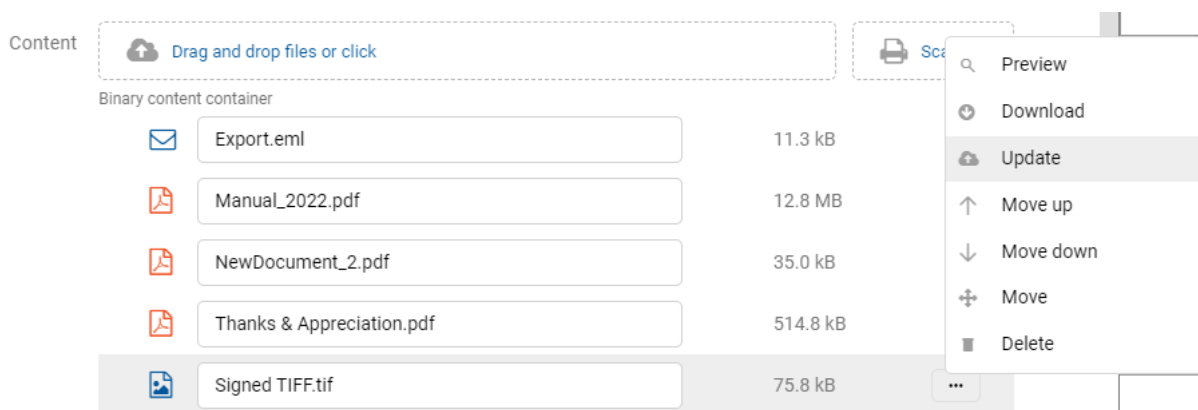 Content
Drag and drop files or click
Binary content container
Export.eml 11.3 kB
Manual_2022.pdf 12.8 MB
NewDocument_2.pdf 35.0 kB
Thanks & Appreciation.pdf 514.8 kB
Signed TIFF.tif 75.8 kB
Preview
Download
Update
Move up
Move down
Move
Delete